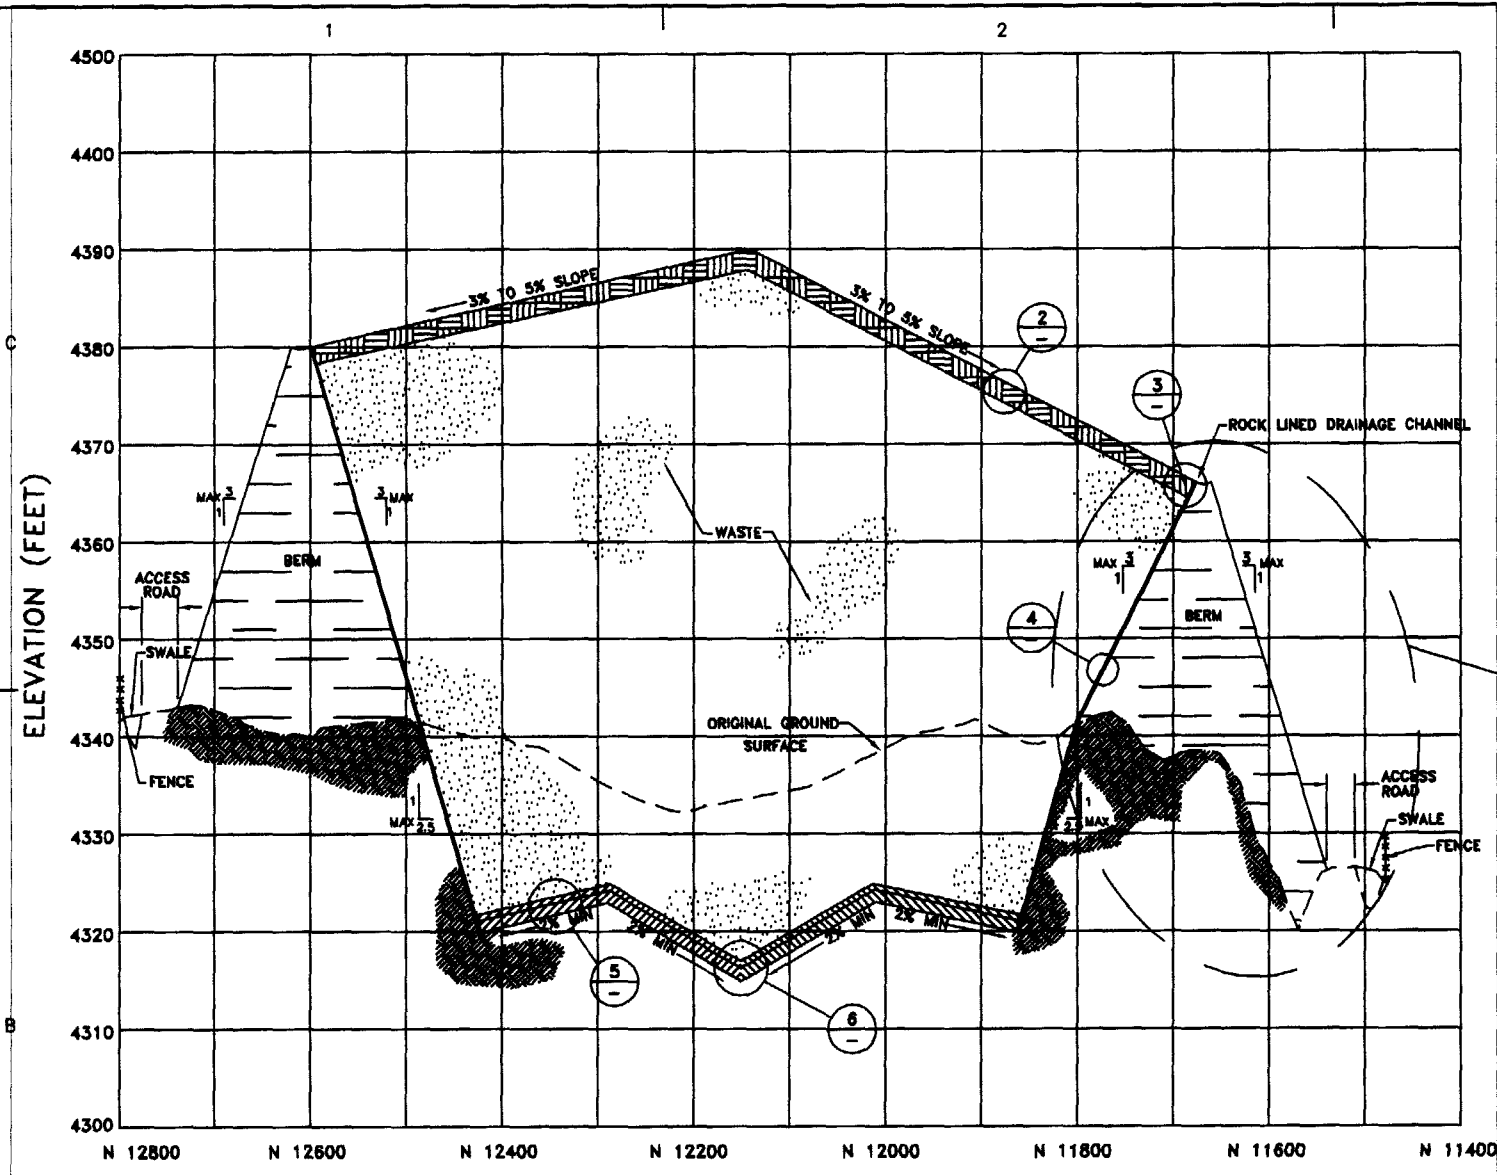 1
2
4500
4400
4390
3% TO 5% SLOPE
3% TO 5% SLOPE
2
–
C
4380
3
–
ROCK LINED DRAINAGE CHANNEL
4370
MAX 3
1
3 MAX
1
WASTE
4360
BERM
MAX 3
1
3 MAX
1
ACCESS
ROAD
ELEVATION (FEET)
4
–
BERM
4350
SWALE
ORIGINAL GROUND
SURFACE
4340
FENCE
ACCESS
ROAD
1
MAX 2.5
1
MAX
SWALE
4330
FENCE
2% MIN
2% MIN
2% MIN
2% MIN
4320
5
–
6
–
B
4310
4300
N 12800
N 12600
N 12400
N 12200
N 12000
N 11800
N 11600
N 11400